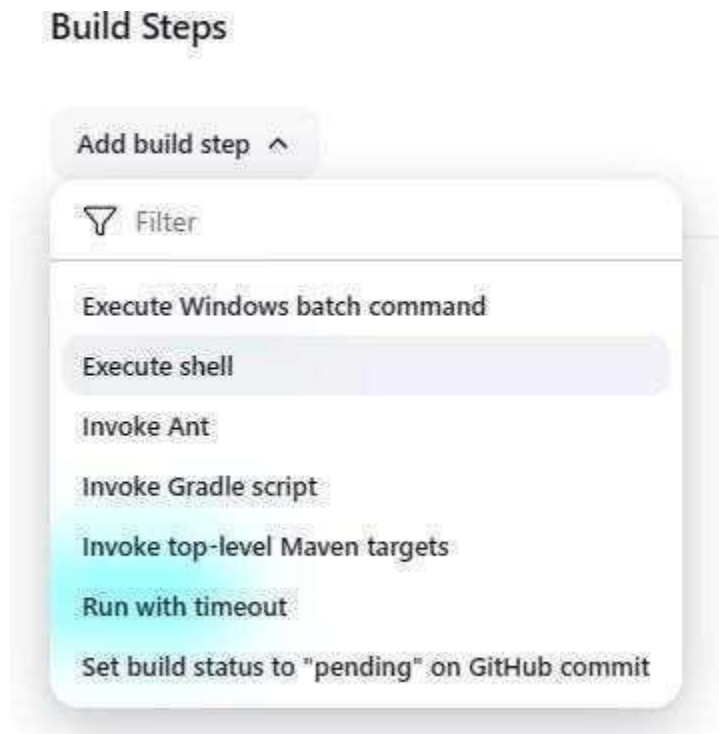 Build Steps
Add build step
Filter
Execute Windows batch command
Execute shell
Invoke Ant
Invoke Gradle script
Invoke top-level Maven targets
Run with timeout
Set build status to "pending" on GitHub commit